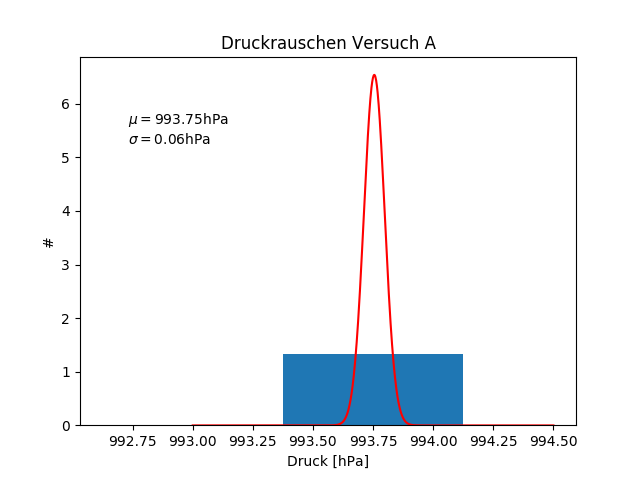 Druckrauschen Versuch A
μ = 993.75hPa
σ = 0.06hPa
#
6
5
4
3
2
1
0
992.75 993.00 993.25 993.50 993.75 994.00 994.25 994.50
Druck [hPa]